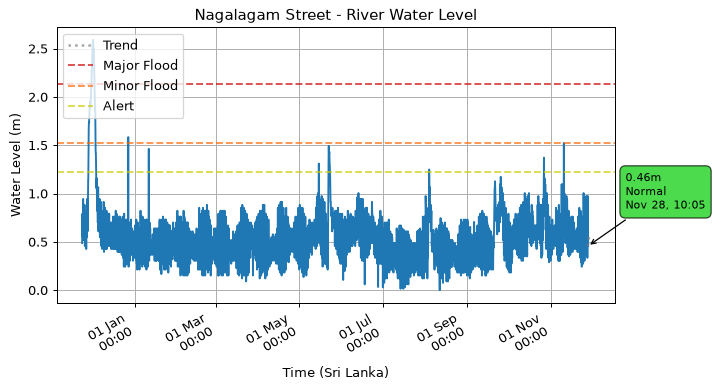 Nagalagam Street - River Water Level
Trend
Major Flood
Minor Flood
Alert
Water Level (m)
2.5
2.0
1.5
1.0
0.5
0.0
0.46m
Normal
Nov 28, 10:05
01 Jan
00:00
01 Mar
00:00
01 May
00:00
01 Jul
00:00
01 Sep
00:00
01 Nov
00:00
Time (Sri Lanka)